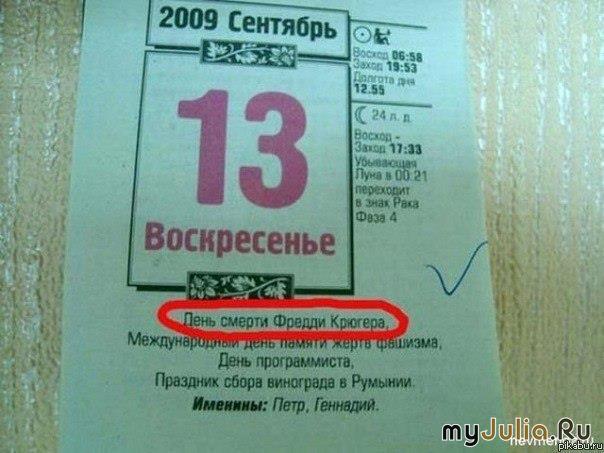 2009 Сентябрь
13
Воскресенье
Восход 06:58
Заход 19:53
Долгота дня
12.55
24 л. д.
Восход -
Заход 17:33
Убывающая
Луна в 00:21
переходит
в знак Рака
Фаза 4
День смерти Фредди Крюгера,
Международный день памяти жертв фашизма,
День программиста,
Праздник сбора винограда в Румынии.
Именины: Петр, Геннадий.
myJulia.Ru
pikabu.ru